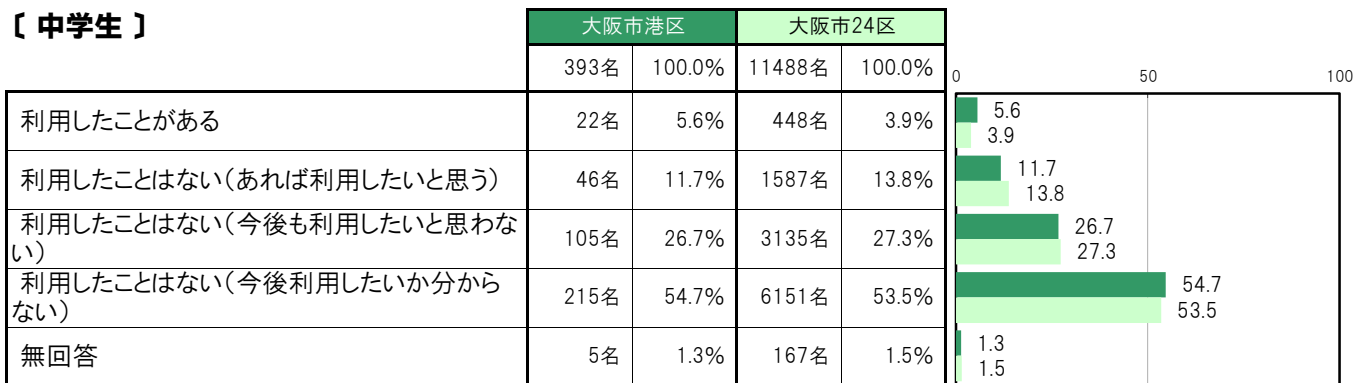 〔 中学生 〕
大阪市港区 大阪市24区
393名 100.0% 11488名 100.0%
0 50 100
利用したことがある 22名 5.6% 448名 3.9%
5.6
3.9
利用したことはない（あれば利用したいと思う） 46名 11.7% 1587名 13.8%
11.7
13.8
利用したことはない（今後も利用したいと思わな
い） 105名 26.7% 3135名 27.3%
26.7
27.3
利用したことはない（今後利用したいか分から
ない） 215名 54.7% 6151名 53.5%
54.7
53.5
無回答 5名 1.3% 167名 1.5%
1.3
1.5